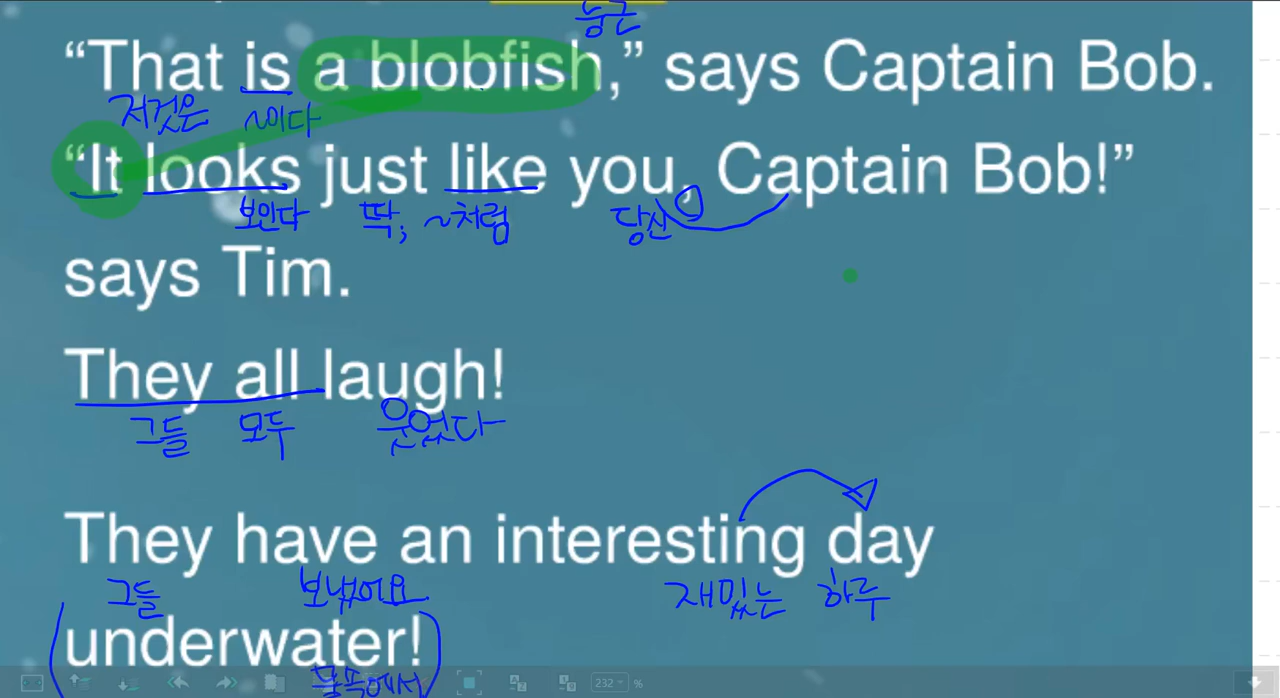 둥근
“That is a blobfish,” says Captain Bob.
저것은 ~이다
“It looks just like you, Captain Bob!”
보인다 딱, ~처럼 당신
says Tim.
They all laugh!
그들 모두 웃었다
They have an interesting day
그들 보냈어요 재밌는 하루
underwater!
물속에서
232 %